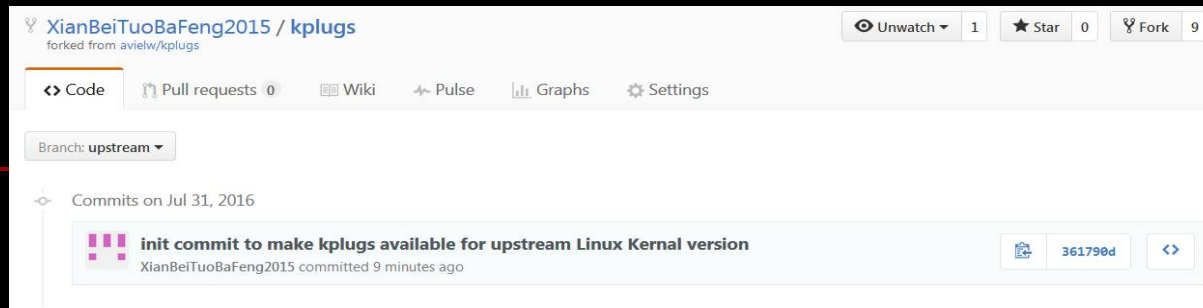 XianBeiTuoBaFeng2015 / kplugs Unwatch 1 Star 0 Fork 9
forked from avielw/kplugs
Code Pull requests 0 Wiki Pulse Graphs Settings
Branch: upstream
Commits on Jul 31, 2016
init commit to make kplugs available for upstream Linux Kernal version
XianBeiTuoBaFeng2015 committed 9 minutes ago
361790d